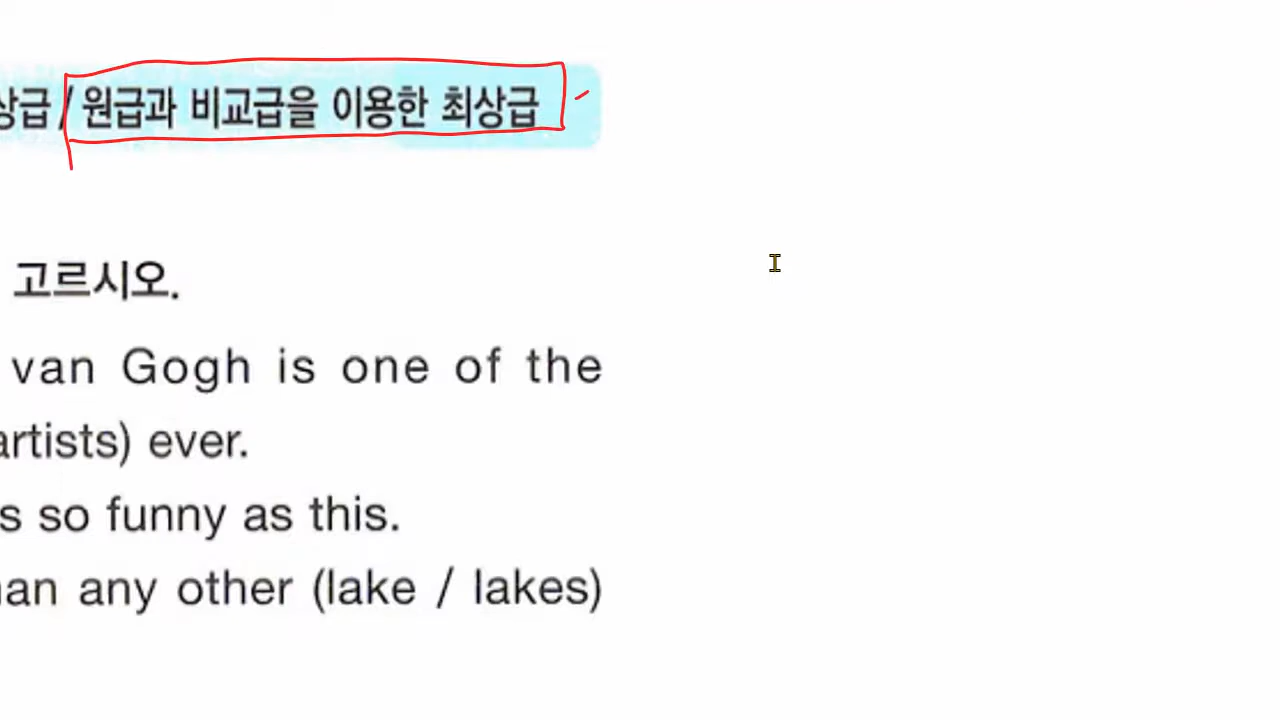 상급 / 원급과 비교급을 이용한 최상급
고르시오.
van Gogh is one of the
artists) ever.
s so funny as this.
an any other (lake / lakes)